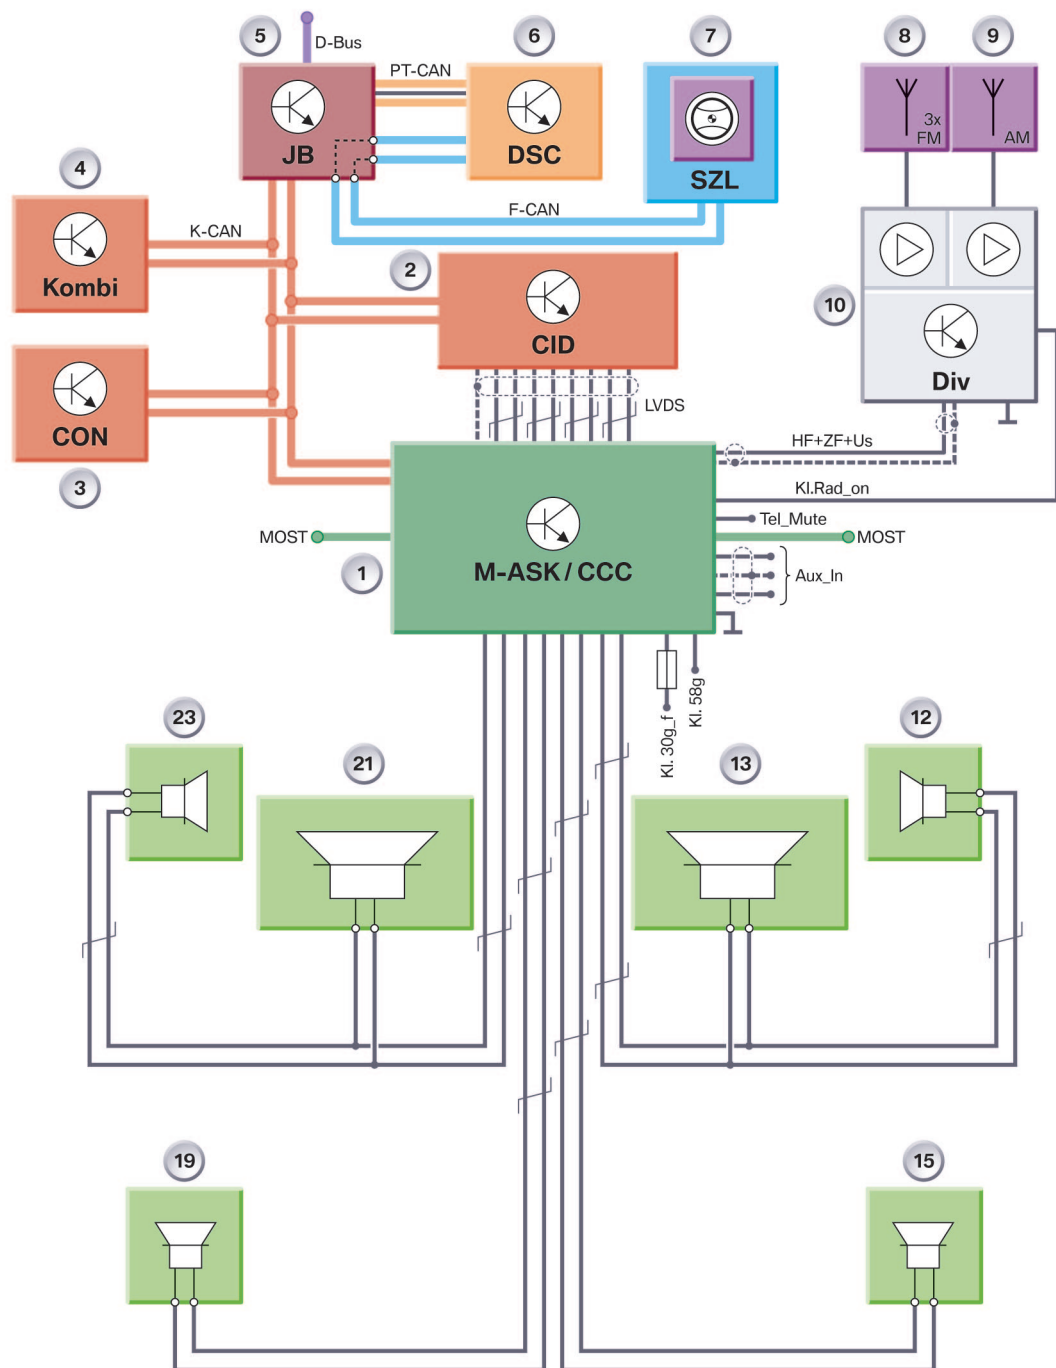 5
6
7
8
9
D-Bus
PT-CAN
JB
DSC
SZL
3x
FM
AM
4
K-CAN
F-CAN
Kombi
2
10
CID
Div
CON
LVDS
3
HF+ZF+Us
Kl.Rad_on
Tel_Mute
MOST
MOST
1
M-ASK / CCC
Aux_In
Kl. 30g_f
Kl. 58g
23
21
13
12
19
15